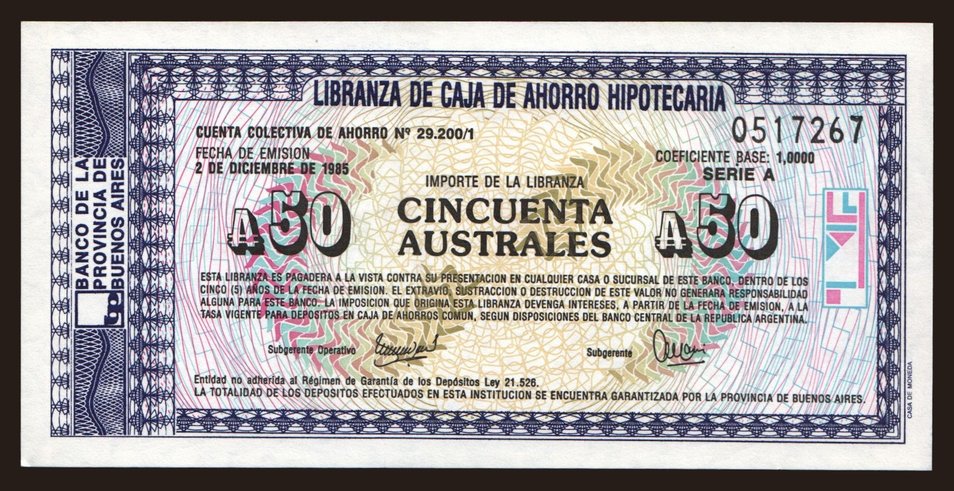 LIBRANZA DE CAJA DE AHORRO HIPOTECARIA
0517267
CUENTA COLECTIVA DE AHORRO Nº 29.200/1
FECHA DE EMISION
2 DE DICIEMBRE DE 1985
COEFICIENTE BASE: 1,0000
SERIE A
BANCO DE LA
PROVINCIA DE
BUENOS AIRES
IMPORTE DE LA LIBRANZA
₳50 CINCUENTA ₳50
AUSTRALES
ESTA LIBRANZA ES PAGADERA A LA VISTA CONTRA SU PRESENTACION EN CUALQUIER CASA O SUCURSAL DE ESTE BANCO, DENTRO DE LOS
CINCO (5) AÑOS DE LA FECHA DE EMISION. EL EXTRAVIO, SUSTRACCION O DESTRUCCION DE ESTE VALOR NO GENERARA RESPONSABILIDAD
ALGUNA PARA ESTE BANCO. LA IMPOSICION QUE ORIGINA ESTA LIBRANZA DEVENGA INTERESES, A PARTIR DE LA FECHA DE EMISION, A LA
TASA VIGENTE PARA DEPOSITOS EN CAJA DE AHORROS COMUN, SEGUN DISPOSICIONES DEL BANCO CENTRAL DE LA REPUBLICA ARGENTINA.
Subgerente Operativo
Subgerente
Entidad no adherida al Régimen de Garantía de los Depósitos Ley 21.526.
LA TOTALIDAD DE LOS DEPOSITOS EFECTUADOS EN ESTA INSTITUCION SE ENCUENTRA GARANTIZADA POR LA PROVINCIA DE BUENOS AIRES.
CASA DE MONEDA